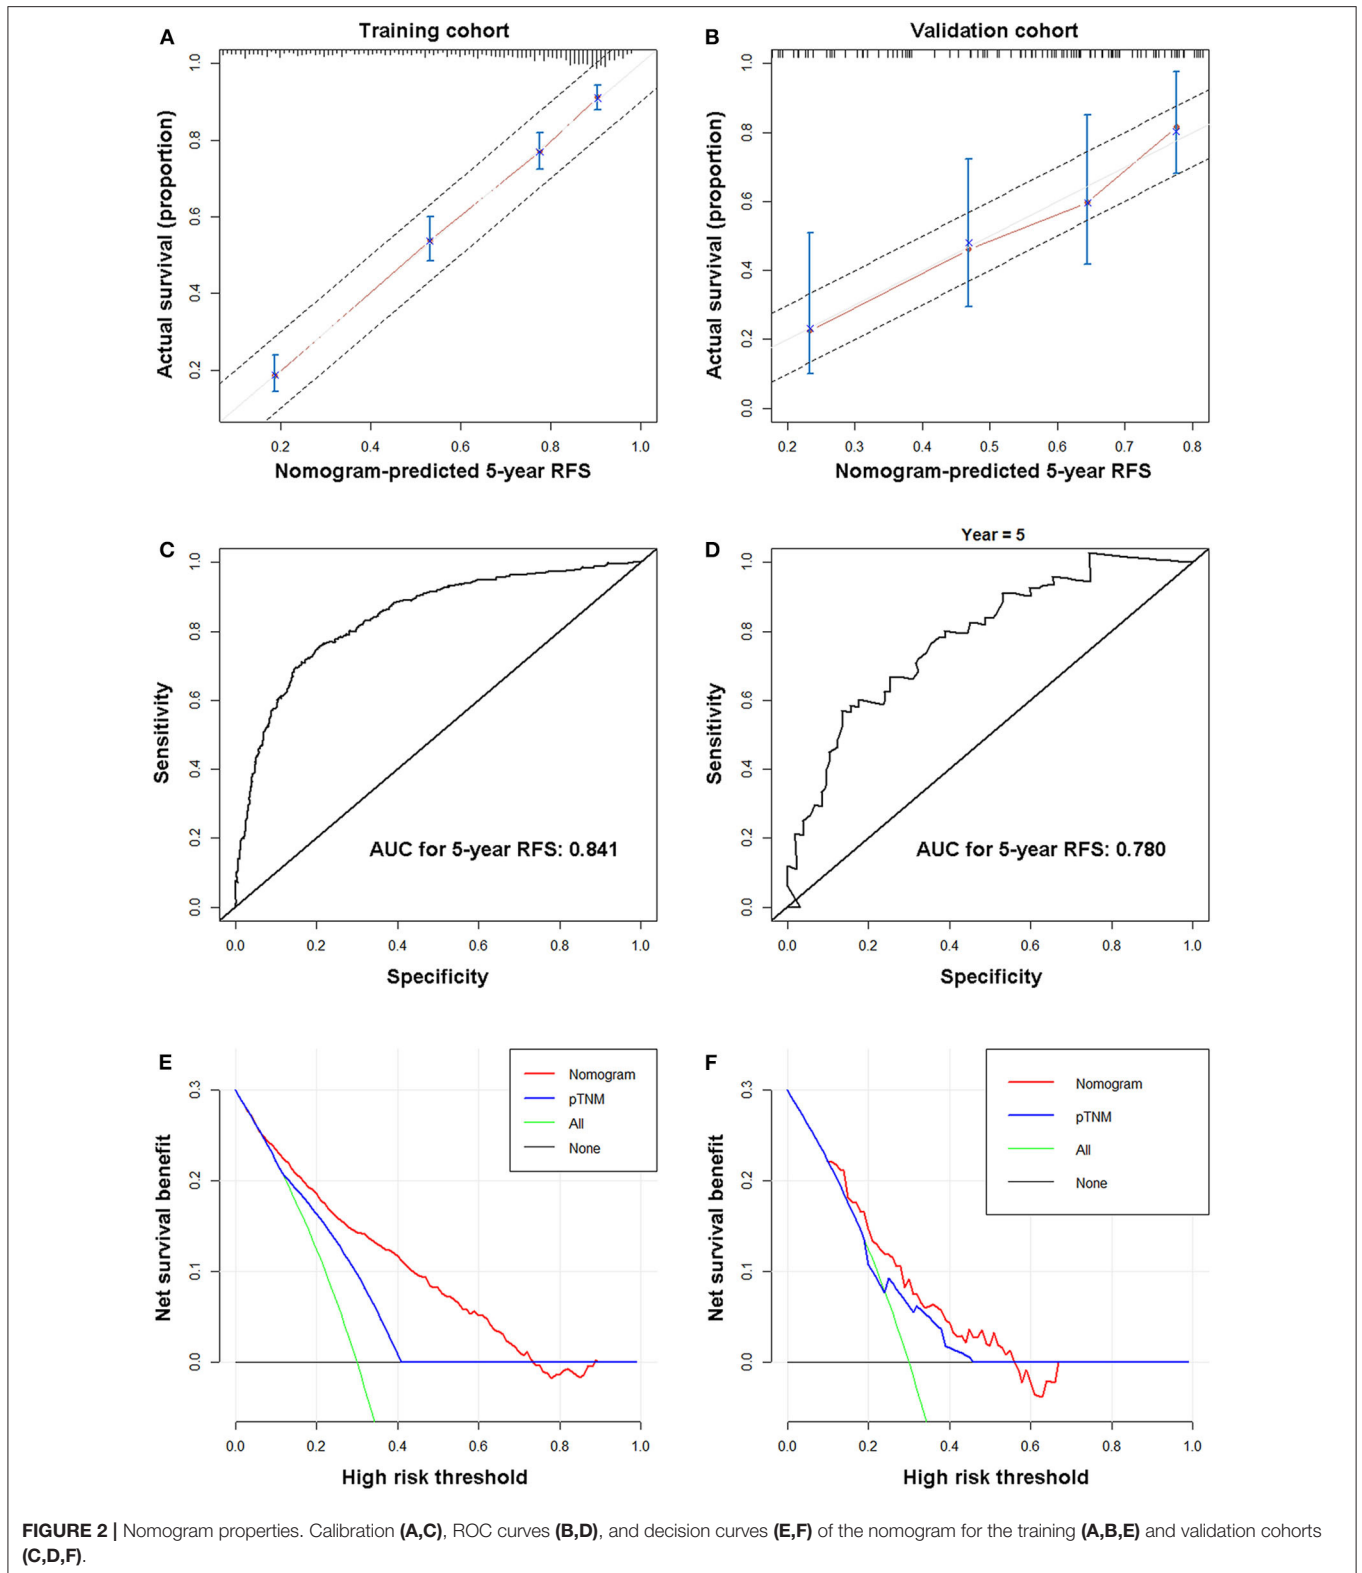 A
Training cohort
B
Validation cohort
Actual survival (proportion)
1.0
0.8
0.6
0.4
0.2
0.2 0.4 0.6 0.8 1.0
Nomogram-predicted 5-year RFS
Actual survival (proportion)
1.0
0.8
0.6
0.4
0.2
0.0
0.2 0.3 0.4 0.5 0.6 0.7 0.8
Nomogram-predicted 5-year RFS
C
Sensitivity
1.0
0.8
0.6
0.4
0.2
0.0
AUC for 5-year RFS: 0.841
0.0 0.2 0.4 0.6 0.8 1.0
Specificity
D
Year = 5
Sensitivity
1.0
0.8
0.6
0.4
0.2
0.0
AUC for 5-year RFS: 0.780
0.0 0.2 0.4 0.6 0.8 1.0
Specificity
E
Net survival benefit
0.3
0.2
0.1
0.0
Nomogram
pTNM
All
None
0.0 0.2 0.4 0.6 0.8 1.0
High risk threshold
F
Net survival benefit
0.3
0.2
0.1
0.0
Nomogram
pTNM
All
None
0.0 0.2 0.4 0.6 0.8 1.0
High risk threshold
FIGURE 2 | Nomogram properties. Calibration (A,C), ROC curves (B,D), and decision curves (E,F) of the nomogram for the training (A,B,E) and validation cohorts
(C,D,F).